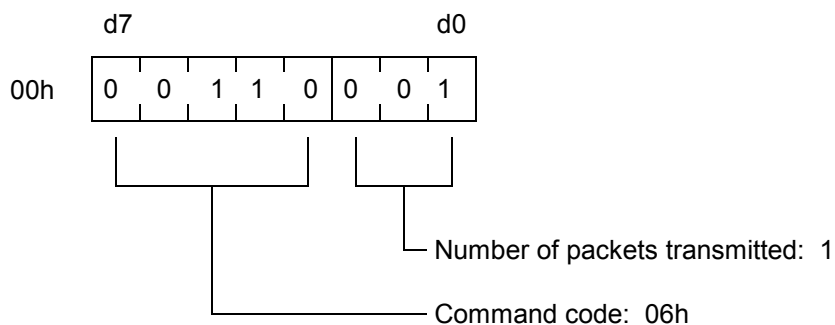 d7 d0
00h 0 0 1 1 0 0 0 1
Number of packets transmitted: 1
Command code: 06h